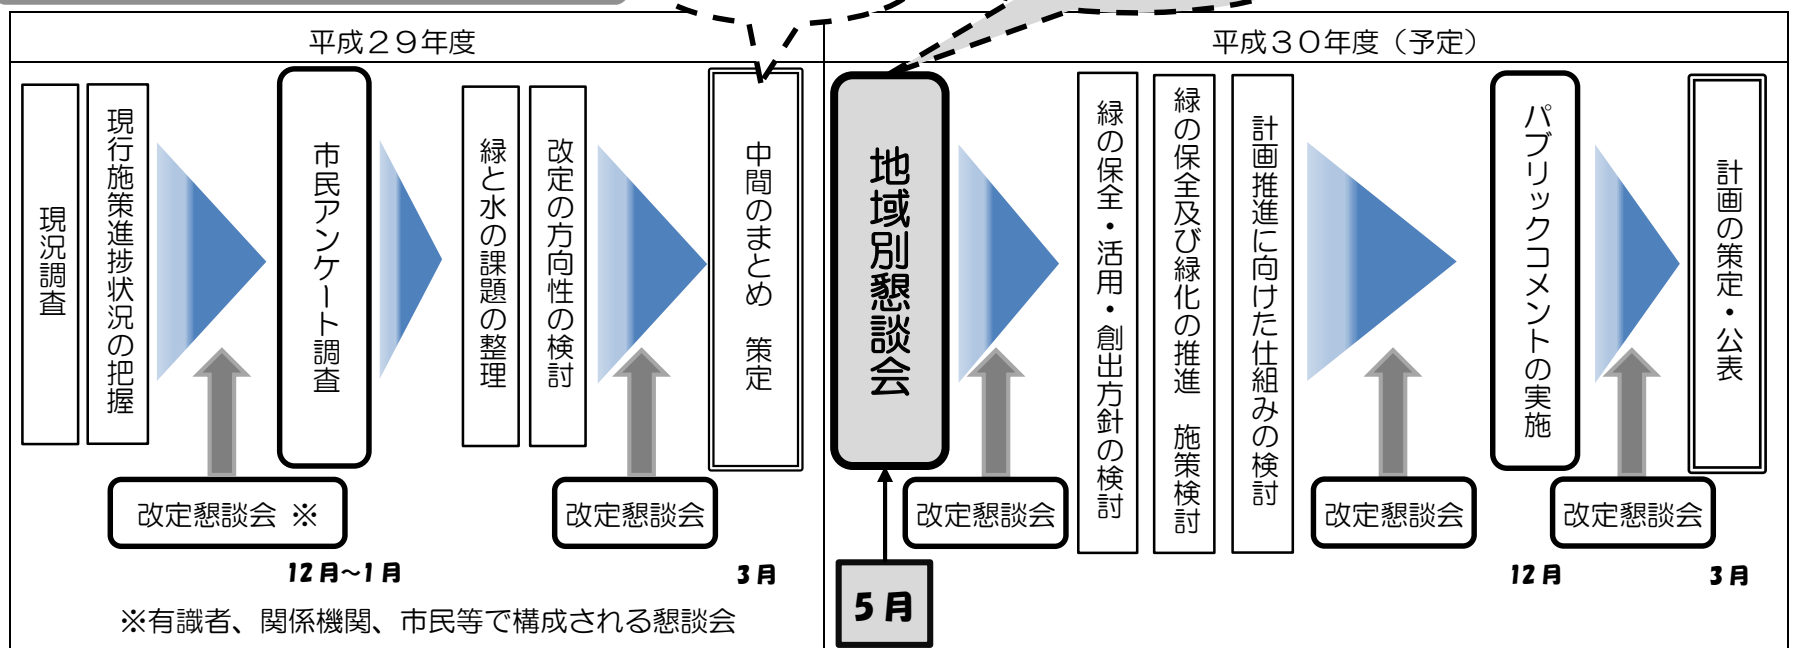 平成２９年度
平成３０年度（予定）
現況調査
現行施策進捗状況の把握
市民アンケート調査
緑と水の課題の整理
改定の方向性の検討
中間のまとめ　策定
地域別懇談会
緑の保全・活用・創出方針の検討
緑の保全及び緑化の推進　施策検討
計画推進に向けた仕組みの検討
パブリックコメントの実施
計画の策定・公表
改定懇談会 ※
改定懇談会
改定懇談会
改定懇談会
改定懇談会
12月～1月
3月
5月
12月
3月
※有識者、関係機関、市民等で構成される懇談会